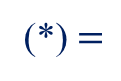 (*) =